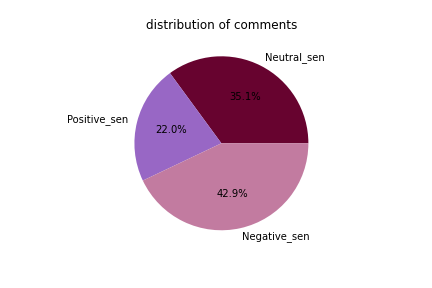 distribution of comments
Neutral_sen
35.1%
Positive_sen
22.0%
42.9%
Negative_sen